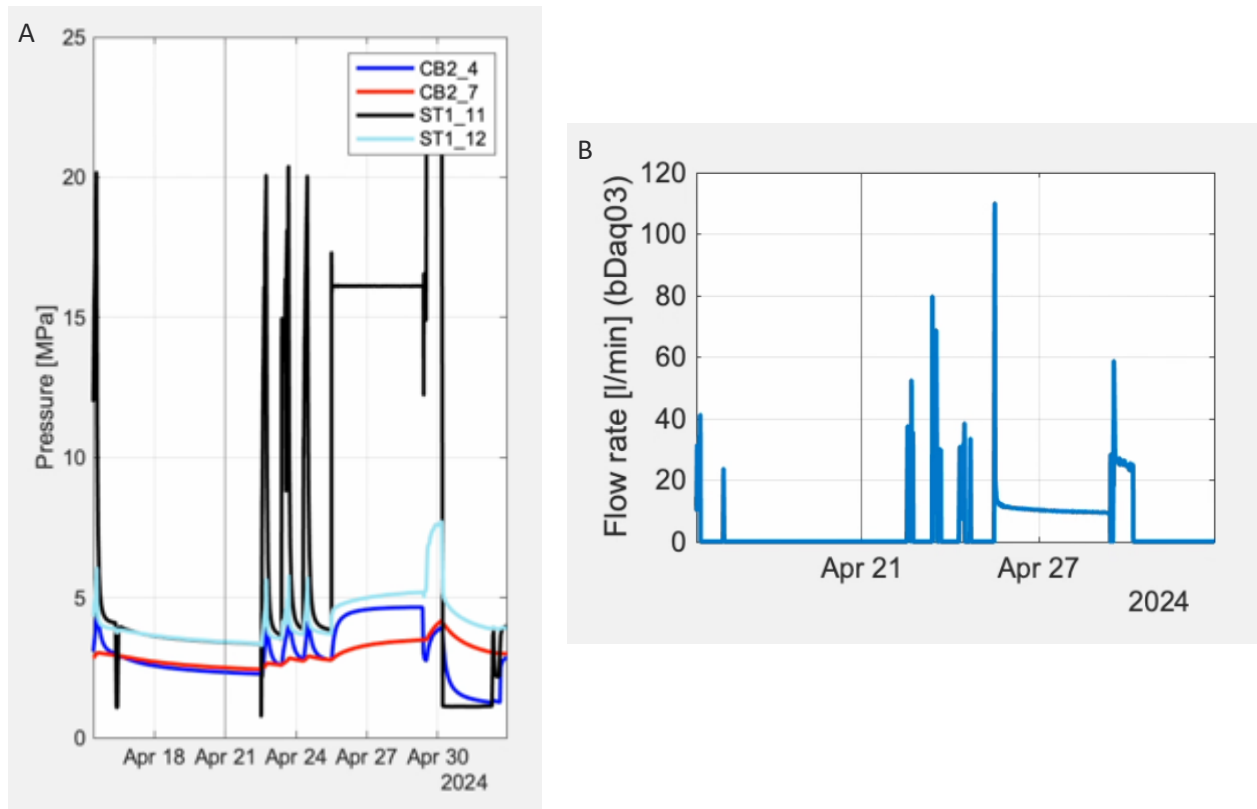 A
25
20
15
10
5
0
Pressure [MPa]
CB2_4
CB2_7
ST1_11
ST1_12
Apr 18 Apr 21 Apr 24 Apr 27 Apr 30
2024
B
120
100
80
60
40
20
0
Flow rate [l/min] (bDaq03)
Apr 21 Apr 27
2024